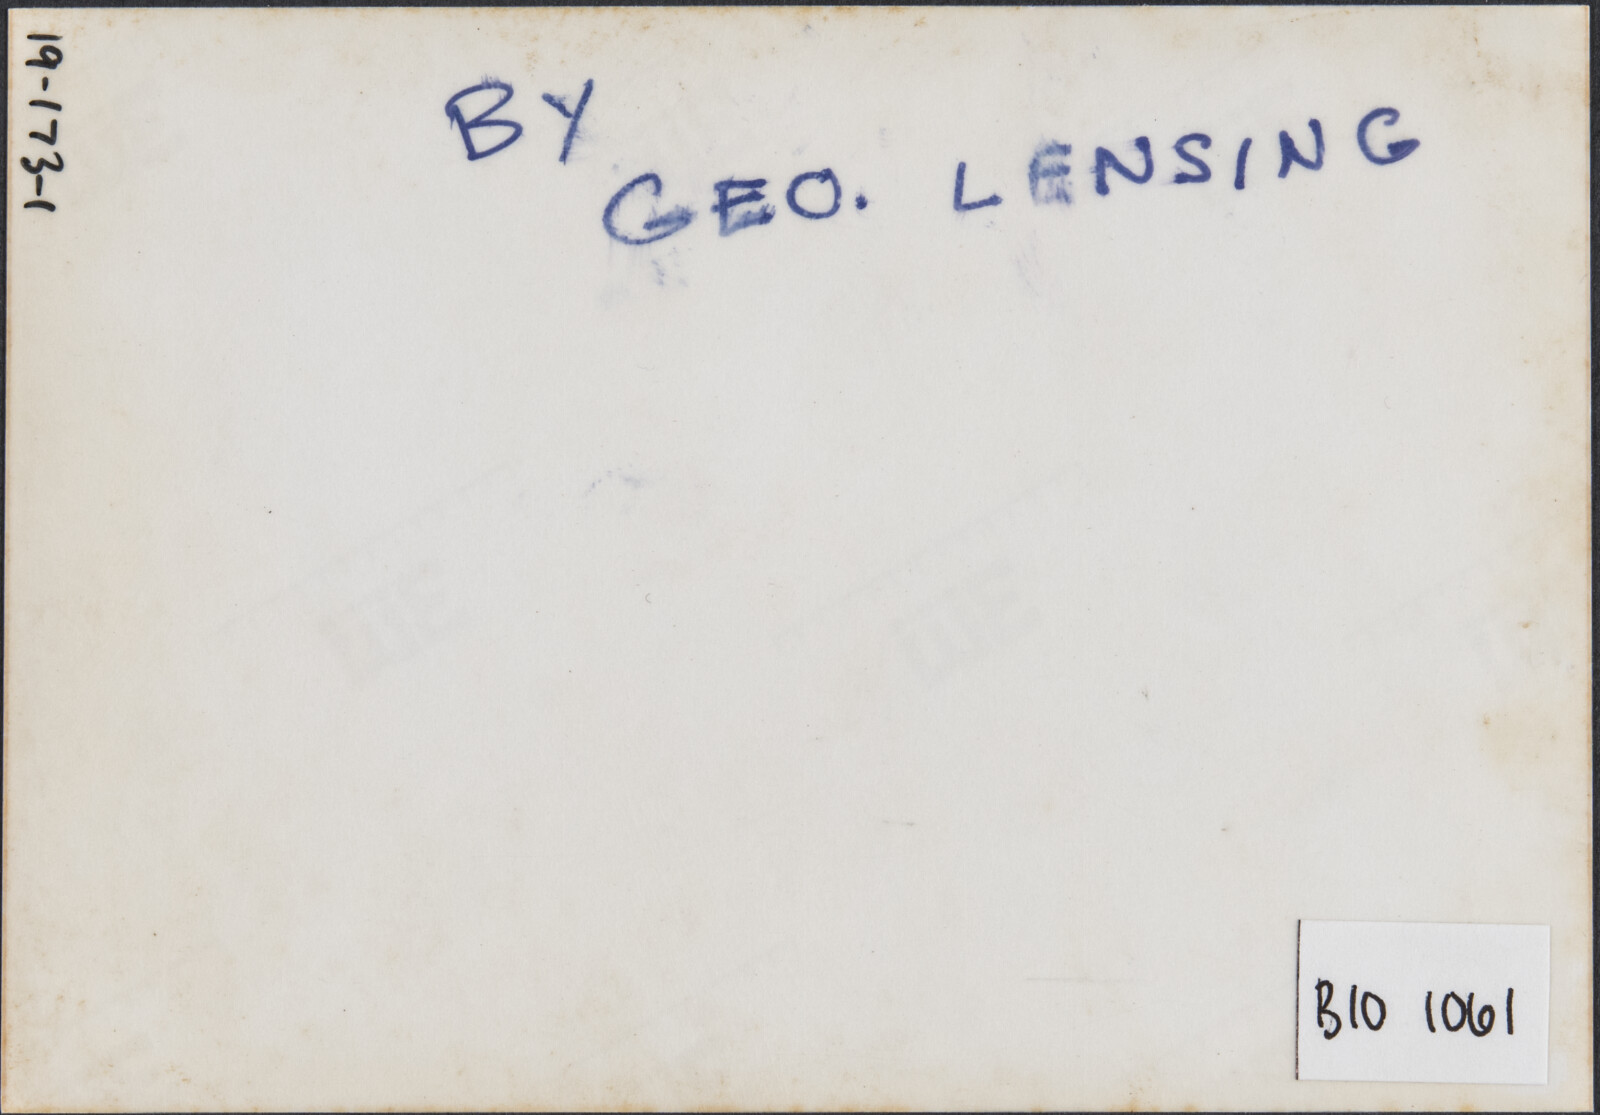 19-173-1
BY
GEO. LENSING
B10 1061